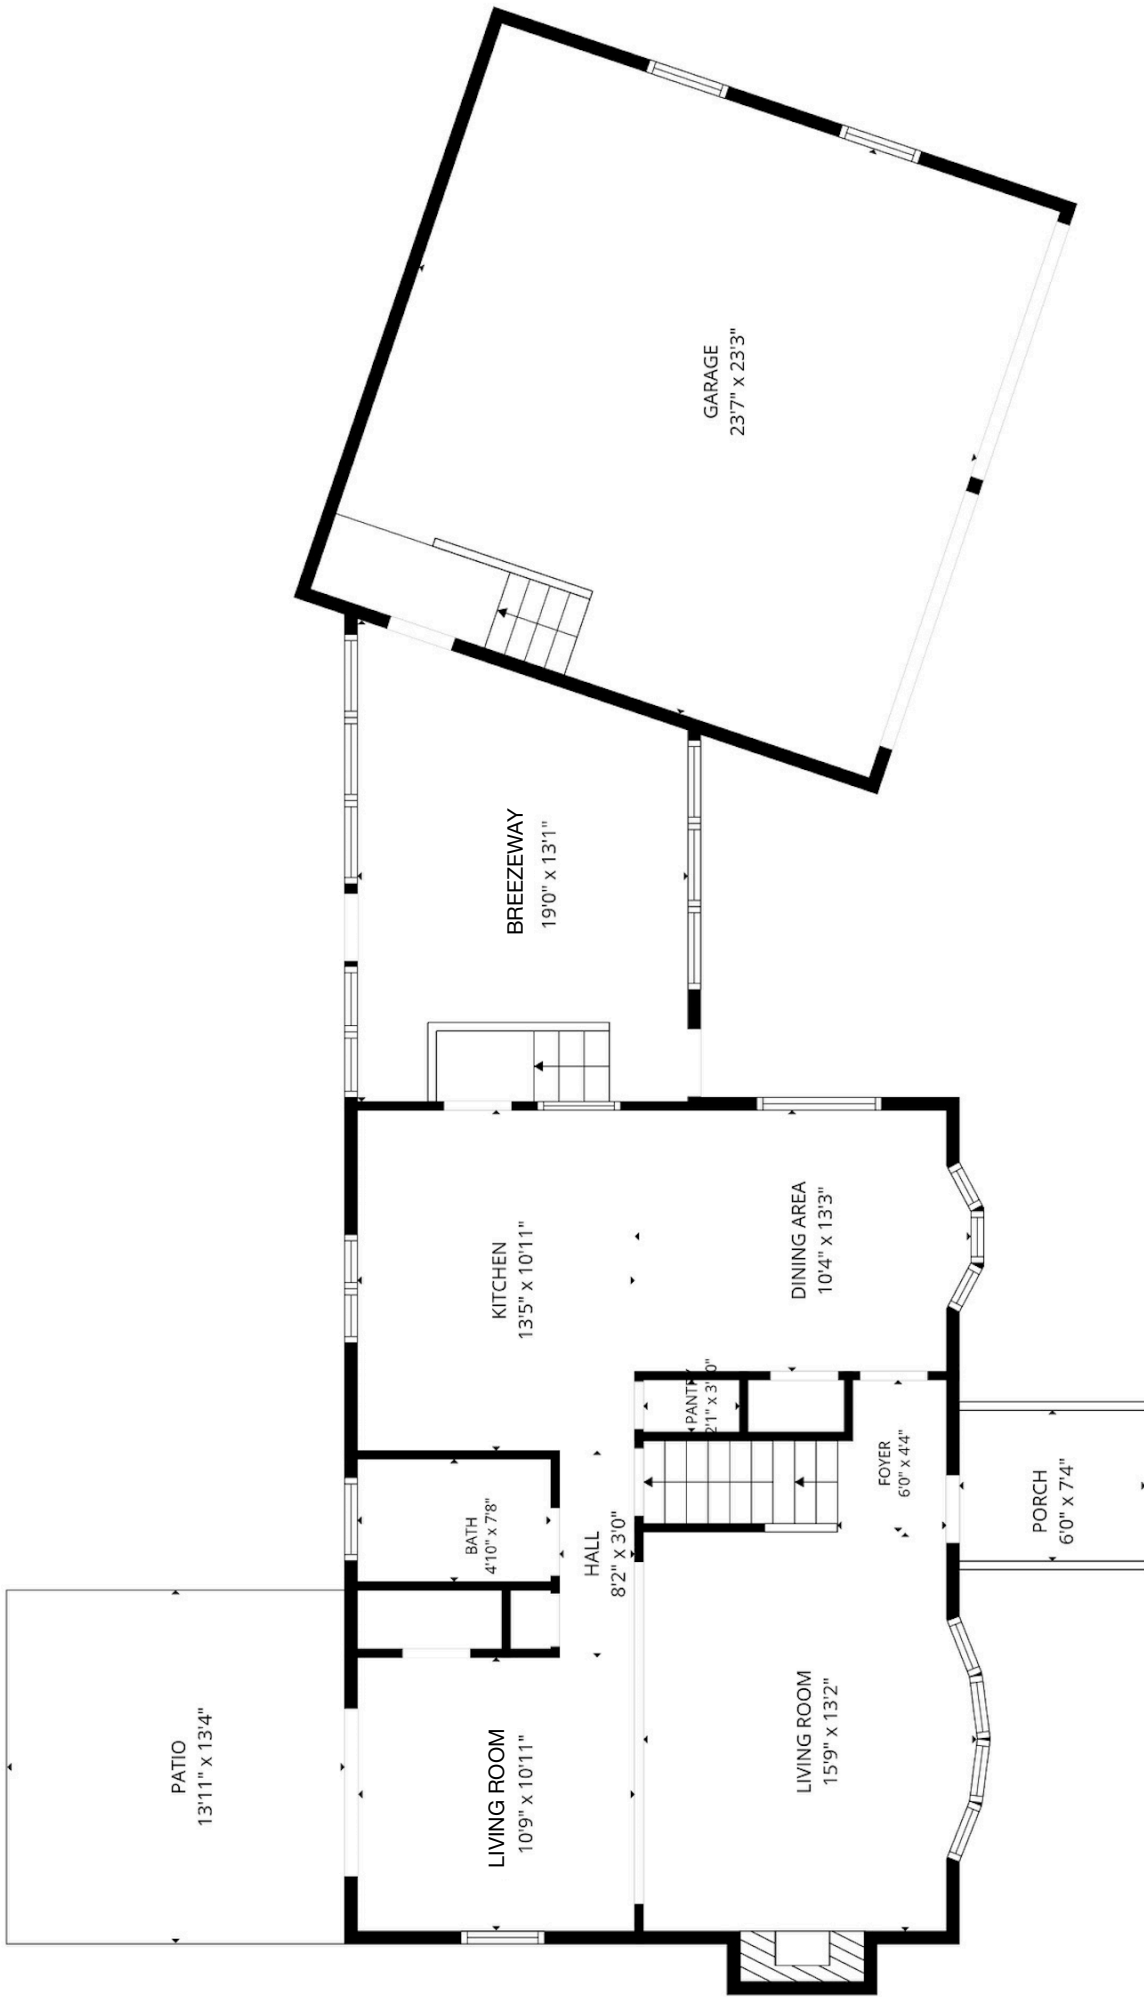 GARAGE
23'7" x 23'3"
BREEZEWAY
19'0" x 13'1"
KITCHEN
13'5" x 10'11"
DINING AREA
10'4" x 13'3"
2'1" x
FOYER
6'0" x 4'4"
PORCH
6'0" x 7'4"
BATH
4'10" x 7'8"
HALL
8'2" x 3'0"
PATIO
13'11" x 13'4"
LIVING ROOM
10'9" x 10'11"
LIVING ROOM
15'9" x 13'2"